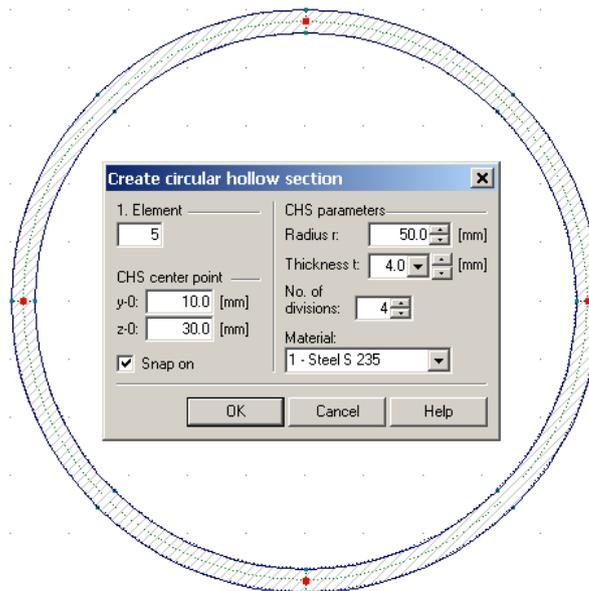 Create circular hollow section
1. Element
5
CHS center point
y-0: 10.0 [mm]
z-0: 30.0 [mm]
Snap on
CHS parameters
Radius r: 50.0 [mm]
Thickness t: 4.0 [mm]
No. of
divisions: 4
Material:
1 - Steel S 235
OK Cancel Help